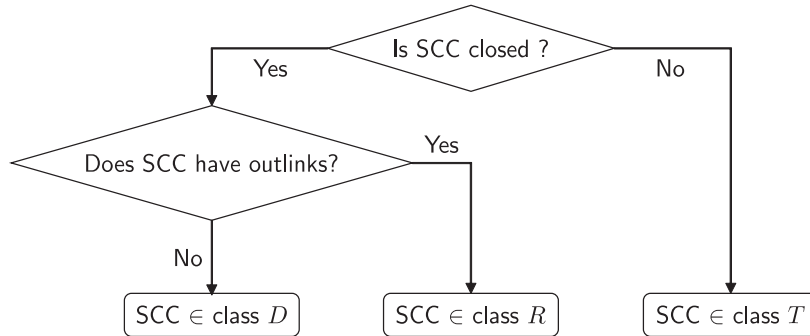 Is SCC closed ?
Yes
No
Does SCC have outlinks?
Yes
No
SCC ∈ class D
SCC ∈ class R
SCC ∈ class T